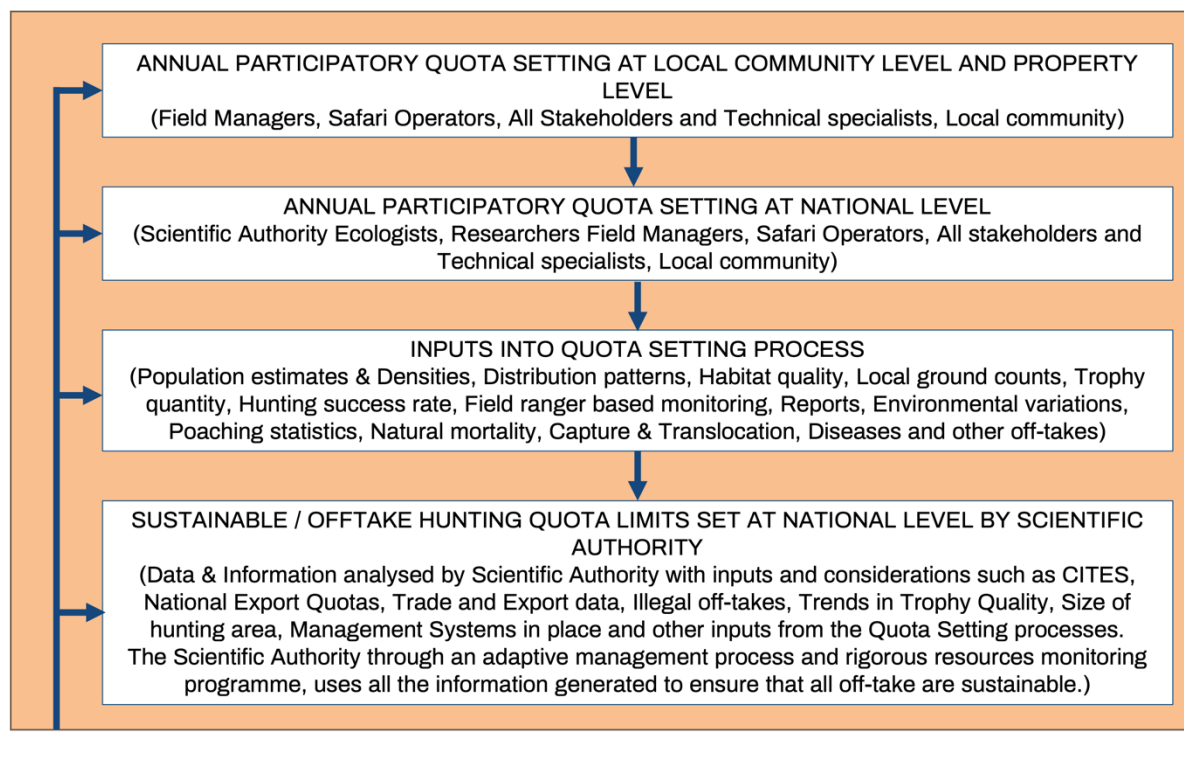 ANNUAL PARTICIPATORY QUOTA SETTING AT LOCAL COMMUNITY LEVEL AND PROPERTY
LEVEL
(Field Managers, Safari Operators, All Stakeholders and Technical specialists, Local community)
ANNUAL PARTICIPATORY QUOTA SETTING AT NATIONAL LEVEL
(Scientific Authority Ecologists, Researchers Field Managers, Safari Operators, All stakeholders and
Technical specialists, Local community)
INPUTS INTO QUOTA SETTING PROCESS
(Population estimates & Densities, Distribution patterns, Habitat quality, Local ground counts, Trophy
quantity, Hunting success rate, Field ranger based monitoring, Reports, Environmental variations,
Poaching statistics, Natural mortality, Capture & Translocation, Diseases and other off-takes)
SUSTAINABLE / OFFTAKE HUNTING QUOTA LIMITS SET AT NATIONAL LEVEL BY SCIENTIFIC
AUTHORITY
(Data & Information analysed by Scientific Authority with inputs and considerations such as CITES,
National Export Quotas, Trade and Export data, Illegal off-takes, Trends in Trophy Quality, Size of
hunting area, Management Systems in place and other inputs from the Quota Setting processes.
The Scientific Authority through an adaptive management process and rigorous resources monitoring
programme, uses all the information generated to ensure that all off-take are sustainable.)